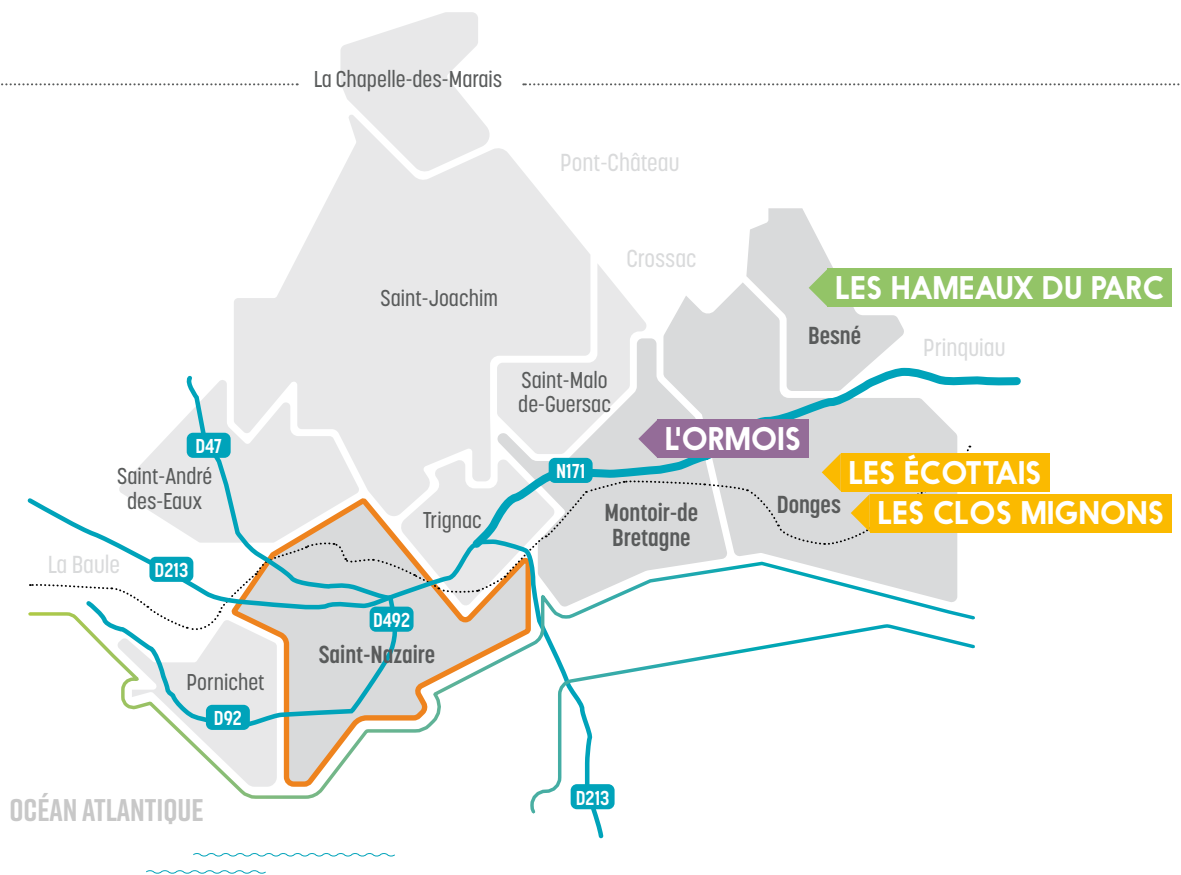 La Chapelle-des-Marais
Pont-Château
Crossac
LES HAMEAUX DU PARC
Saint-Joachim
Besné
Prinquiau
Saint-Malo
de-Guersac
D47
L'ORMOIS
N171
LES ÉCOTTAIS
Saint-André
des-Eaux
Donges
LES CLOS MIGNONS
Trignac
Montoir-de
Bretagne
La Baule
D213
D492
Saint-Nazaire
Pornichet
D92
D213
OCÉAN ATLANTIQUE